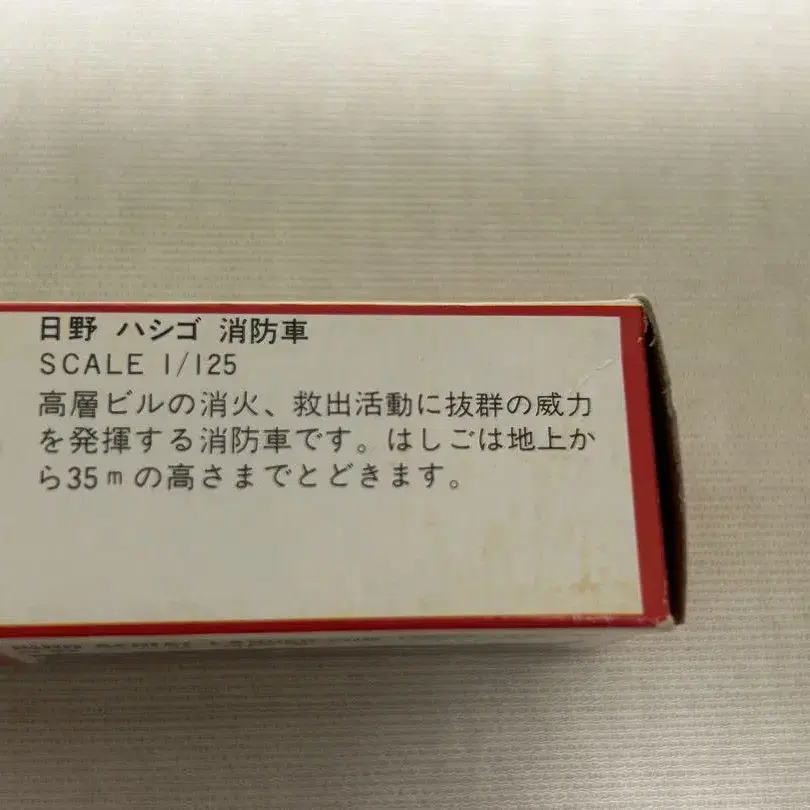 日野 ハシゴ 消防車
SCALE 1/125
高層ビルの消火、救出活動に抜群の威力
を発揮する消防車です。はしごは地上か
ら35mの高さまでとどきます。